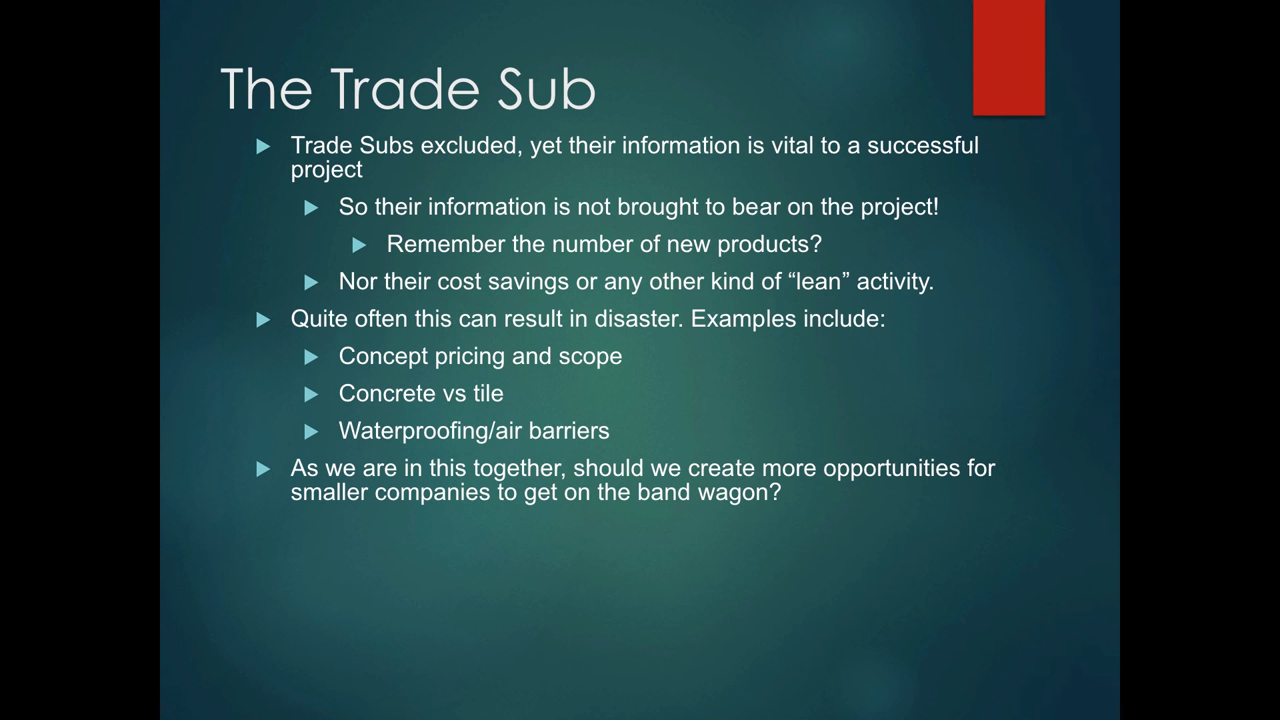 The Trade Sub
Trade Subs excluded, yet their information is vital to a successful
project
So their information is not brought to bear on the project!
Remember the number of new products?
Nor their cost savings or any other kind of “lean” activity.
Quite often this can result in disaster. Examples include:
Concept pricing and scope
Concrete vs tile
Waterproofing/air barriers
As we are in this together, should we create more opportunities for
smaller companies to get on the band wagon?